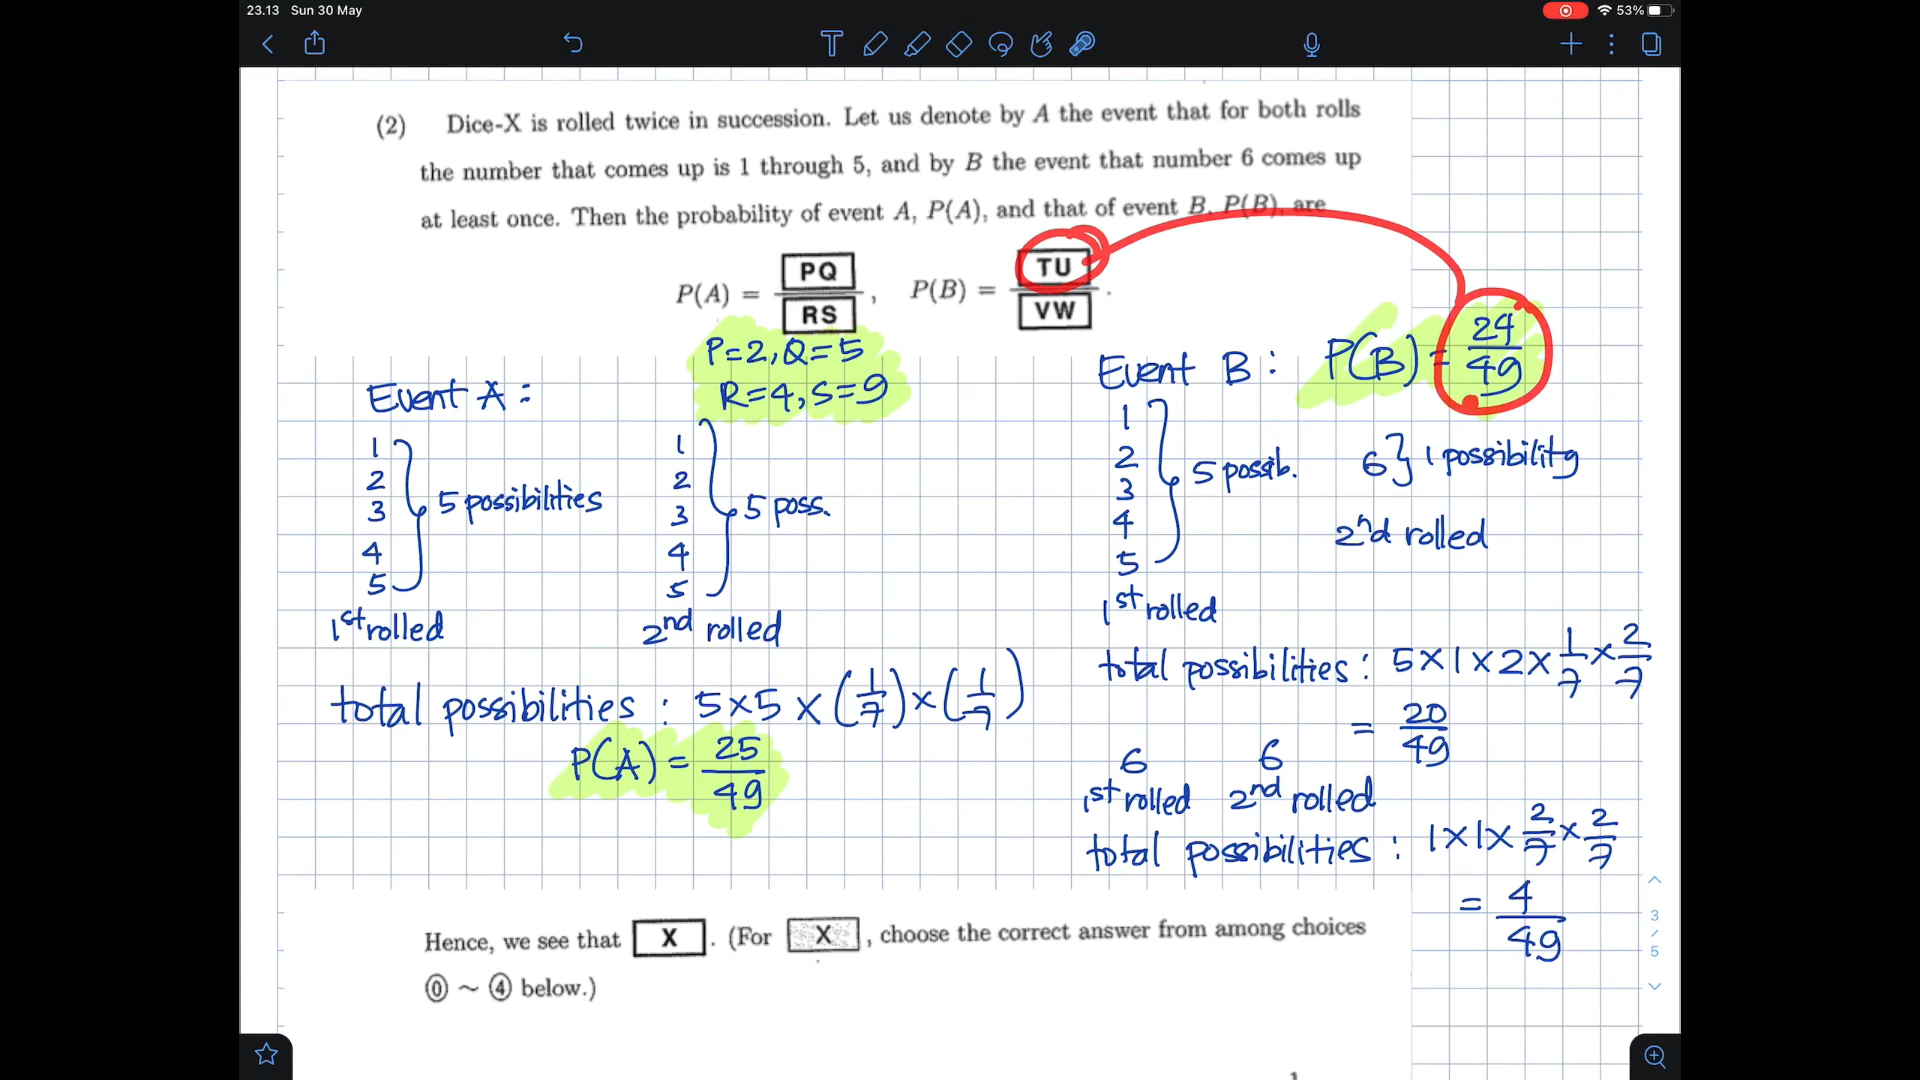 23.13 Sun 30 May
53%
(2) Dice-X is rolled twice in succession. Let us denote by A the event that for both rolls
the number that comes up is 1 through 5, and by B the event that number 6 comes up
at least once. Then the probability of event A, P(A), and that of event B, P(B), are
P(A) = PQ/RS, P(B) = TU/VW.
P=2, Q=5
R=4, S=9
Event A:
1
2
3
4
5
} 5 possibilities
1st rolled
1
2
3
4
5
} 5 poss.
2nd rolled
total possibilities : 5×5×(1/7)×(1/7)
P(A) = 25/49
Event B: P(B) = 24/49
1
2
3
4
5
} 5 possib.
1st rolled
6} 1 possibility
2nd rolled
total possibilities : 5×1×2×1/7×2/7
= 20/49
6 6
1st rolled 2nd rolled
total possibilities : 1×1×2/7×2/7
= 4/49
Hence, we see that X. (For X, choose the correct answer from among choices
⓪ ~ ④ below.)
3
/
5